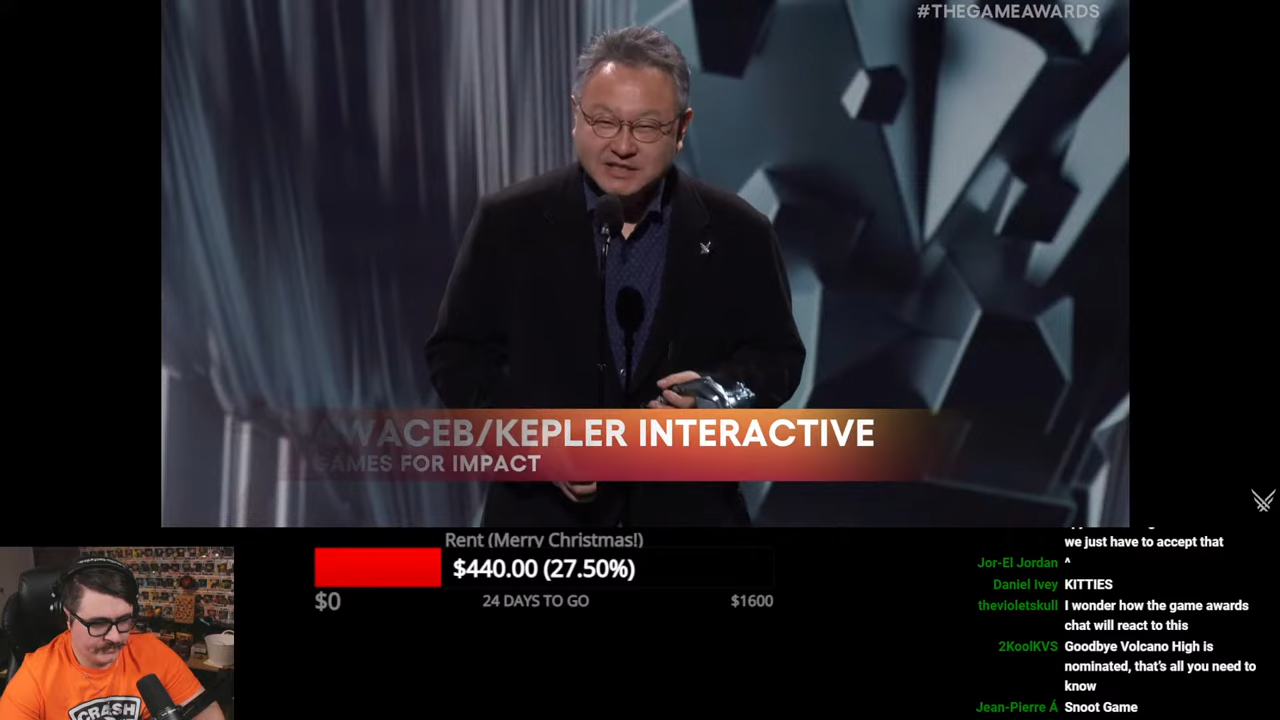 #THEGAMEAWARDS
AWACEB/KEPLER INTERACTIVE
GAMES FOR IMPACT
Rent (Merry Christmas!)
$440.00 (27.50%)
$0
24 DAYS TO GO
$1600
we just have to accept that
Jor-El Jordan ^
Daniel Ivey KITTIES
thevioletskull I wonder how the game awards
chat will react to this
2KoolKVS Goodbye Volcano High is
nominated, that's all you need to
know
Jean-Pierre Á Snoot Game
CRASH